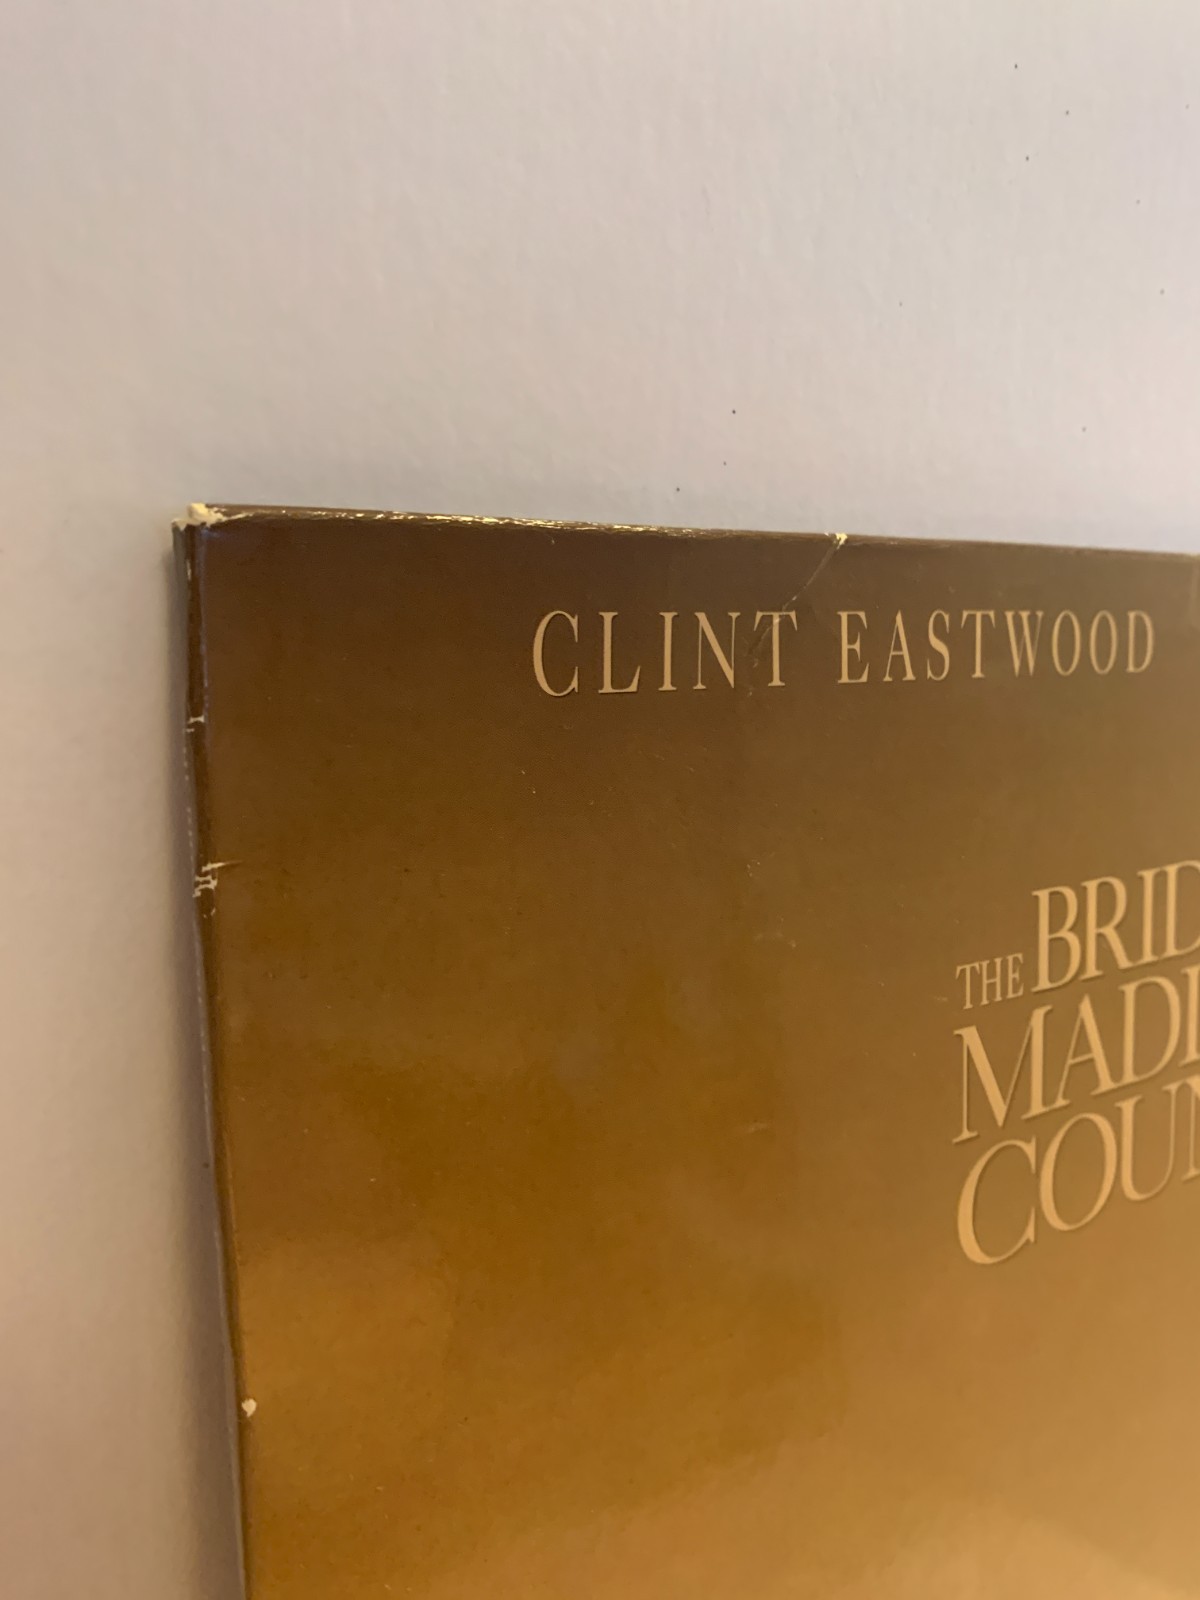 CLINT EASTWOOD
THE BRID
MADI
COUN